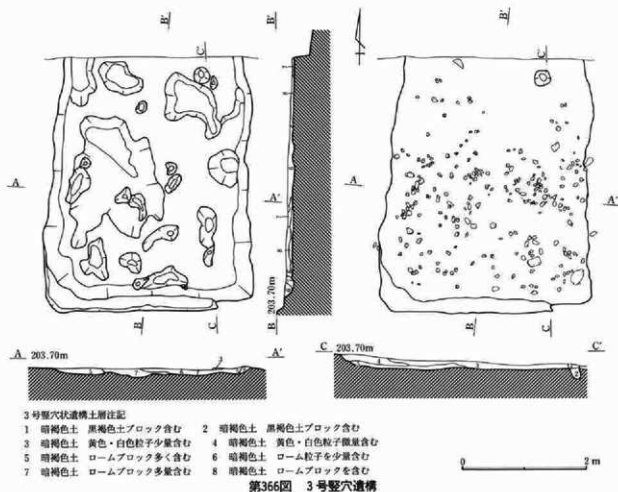 B'
B'
B'
C'
C'
A
A'
A
A'
B
C
203.70m
B
B
C
A 203.70m
A'
C 203.70m
C'
3号竪穴状遺構土層注記
1 暗褐色土 黒褐色土ブロック含む 2 暗褐色土 黒褐色土ブロック含む
3 暗褐色土 黄色・白色粒子少量含む 4 暗褐色土 黄色・白色粒子微量含む
5 暗褐色土 ロームブロック多く含む 6 暗褐色土 ローム粒子を少量含む
7 暗褐色土 ロームブロック多量含む 8 暗褐色土 ロームブロックを含む
0 2m
第366図 3号竪穴遺構